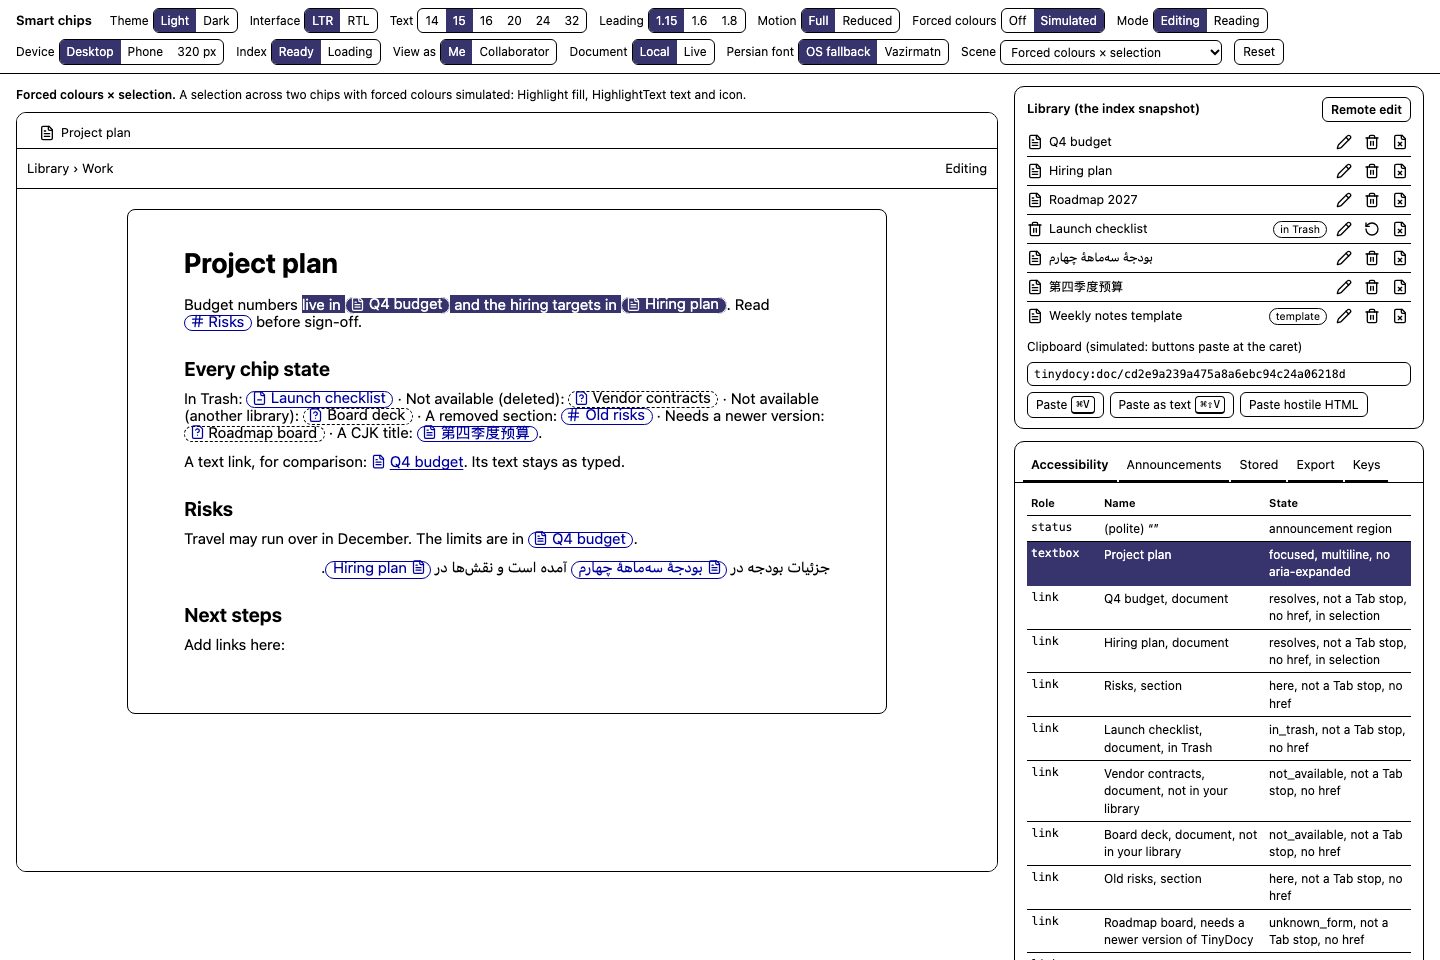 Smart chips Theme Light Dark Interface LTR RTL Text 14 15 16 20 24 32 Leading 1.15 1.6 1.8 Motion Full Reduced Forced colours Off Simulated Mode Editing Reading
Device Desktop Phone 320 px Index Ready Loading View as Me Collaborator Document Local Live Persian font OS fallback Vazirmatn Scene Forced colours × selection Reset
Forced colours × selection. A selection across two chips with forced colours simulated: Highlight fill, HighlightText text and icon.
Project plan
Library › Work Editing
Project plan
Budget numbers live in Q4 budget and the hiring targets in Hiring plan. Read
# Risks before sign-off.
Every chip state
In Trash: Launch checklist · Not available (deleted): Vendor contracts · Not available
(another library): Board deck · A removed section: # Old risks · Needs a newer version:
Roadmap board · A CJK title: 第四季度预算.
A text link, for comparison: Q4 budget. Its text stays as typed.
Risks
Travel may run over in December. The limits are in Q4 budget.
جزئیات بودجه در بودجهٔ سه‌ماههٔ چهارم آمده است و نقش‌ها در Hiring plan.
Next steps
Add links here:
Library (the index snapshot) Remote edit
Q4 budget
Hiring plan
Roadmap 2027
Launch checklist in Trash
بودجهٔ سه‌ماههٔ چهارم
第四季度预算
Weekly notes template template
Clipboard (simulated: buttons paste at the caret)
tinydocy:doc/cd2e9a239a475a8a6ebc94c24a06218d
Paste ⌘V Paste as text ⌘⇧V Paste hostile HTML
Accessibility Announcements Stored Export Keys
Role Name State
status (polite) “” announcement region
textbox Project plan focused, multiline, no
aria-expanded
link Q4 budget, document resolves, not a Tab stop,
no href, in selection
link Hiring plan, document resolves, not a Tab stop,
no href, in selection
link Risks, section here, not a Tab stop, no
href
link Launch checklist, in_trash, not a Tab stop,
document, in Trash no href
link Vendor contracts, not_available, not a Tab
document, not in your stop, no href
library
link Board deck, document, not not_available, not a Tab
in your library stop, no href
link Old risks, section here, not a Tab stop, no
href
link Roadmap board, needs a unknown_form, not a
newer version of TinyDocy Tab stop, no href